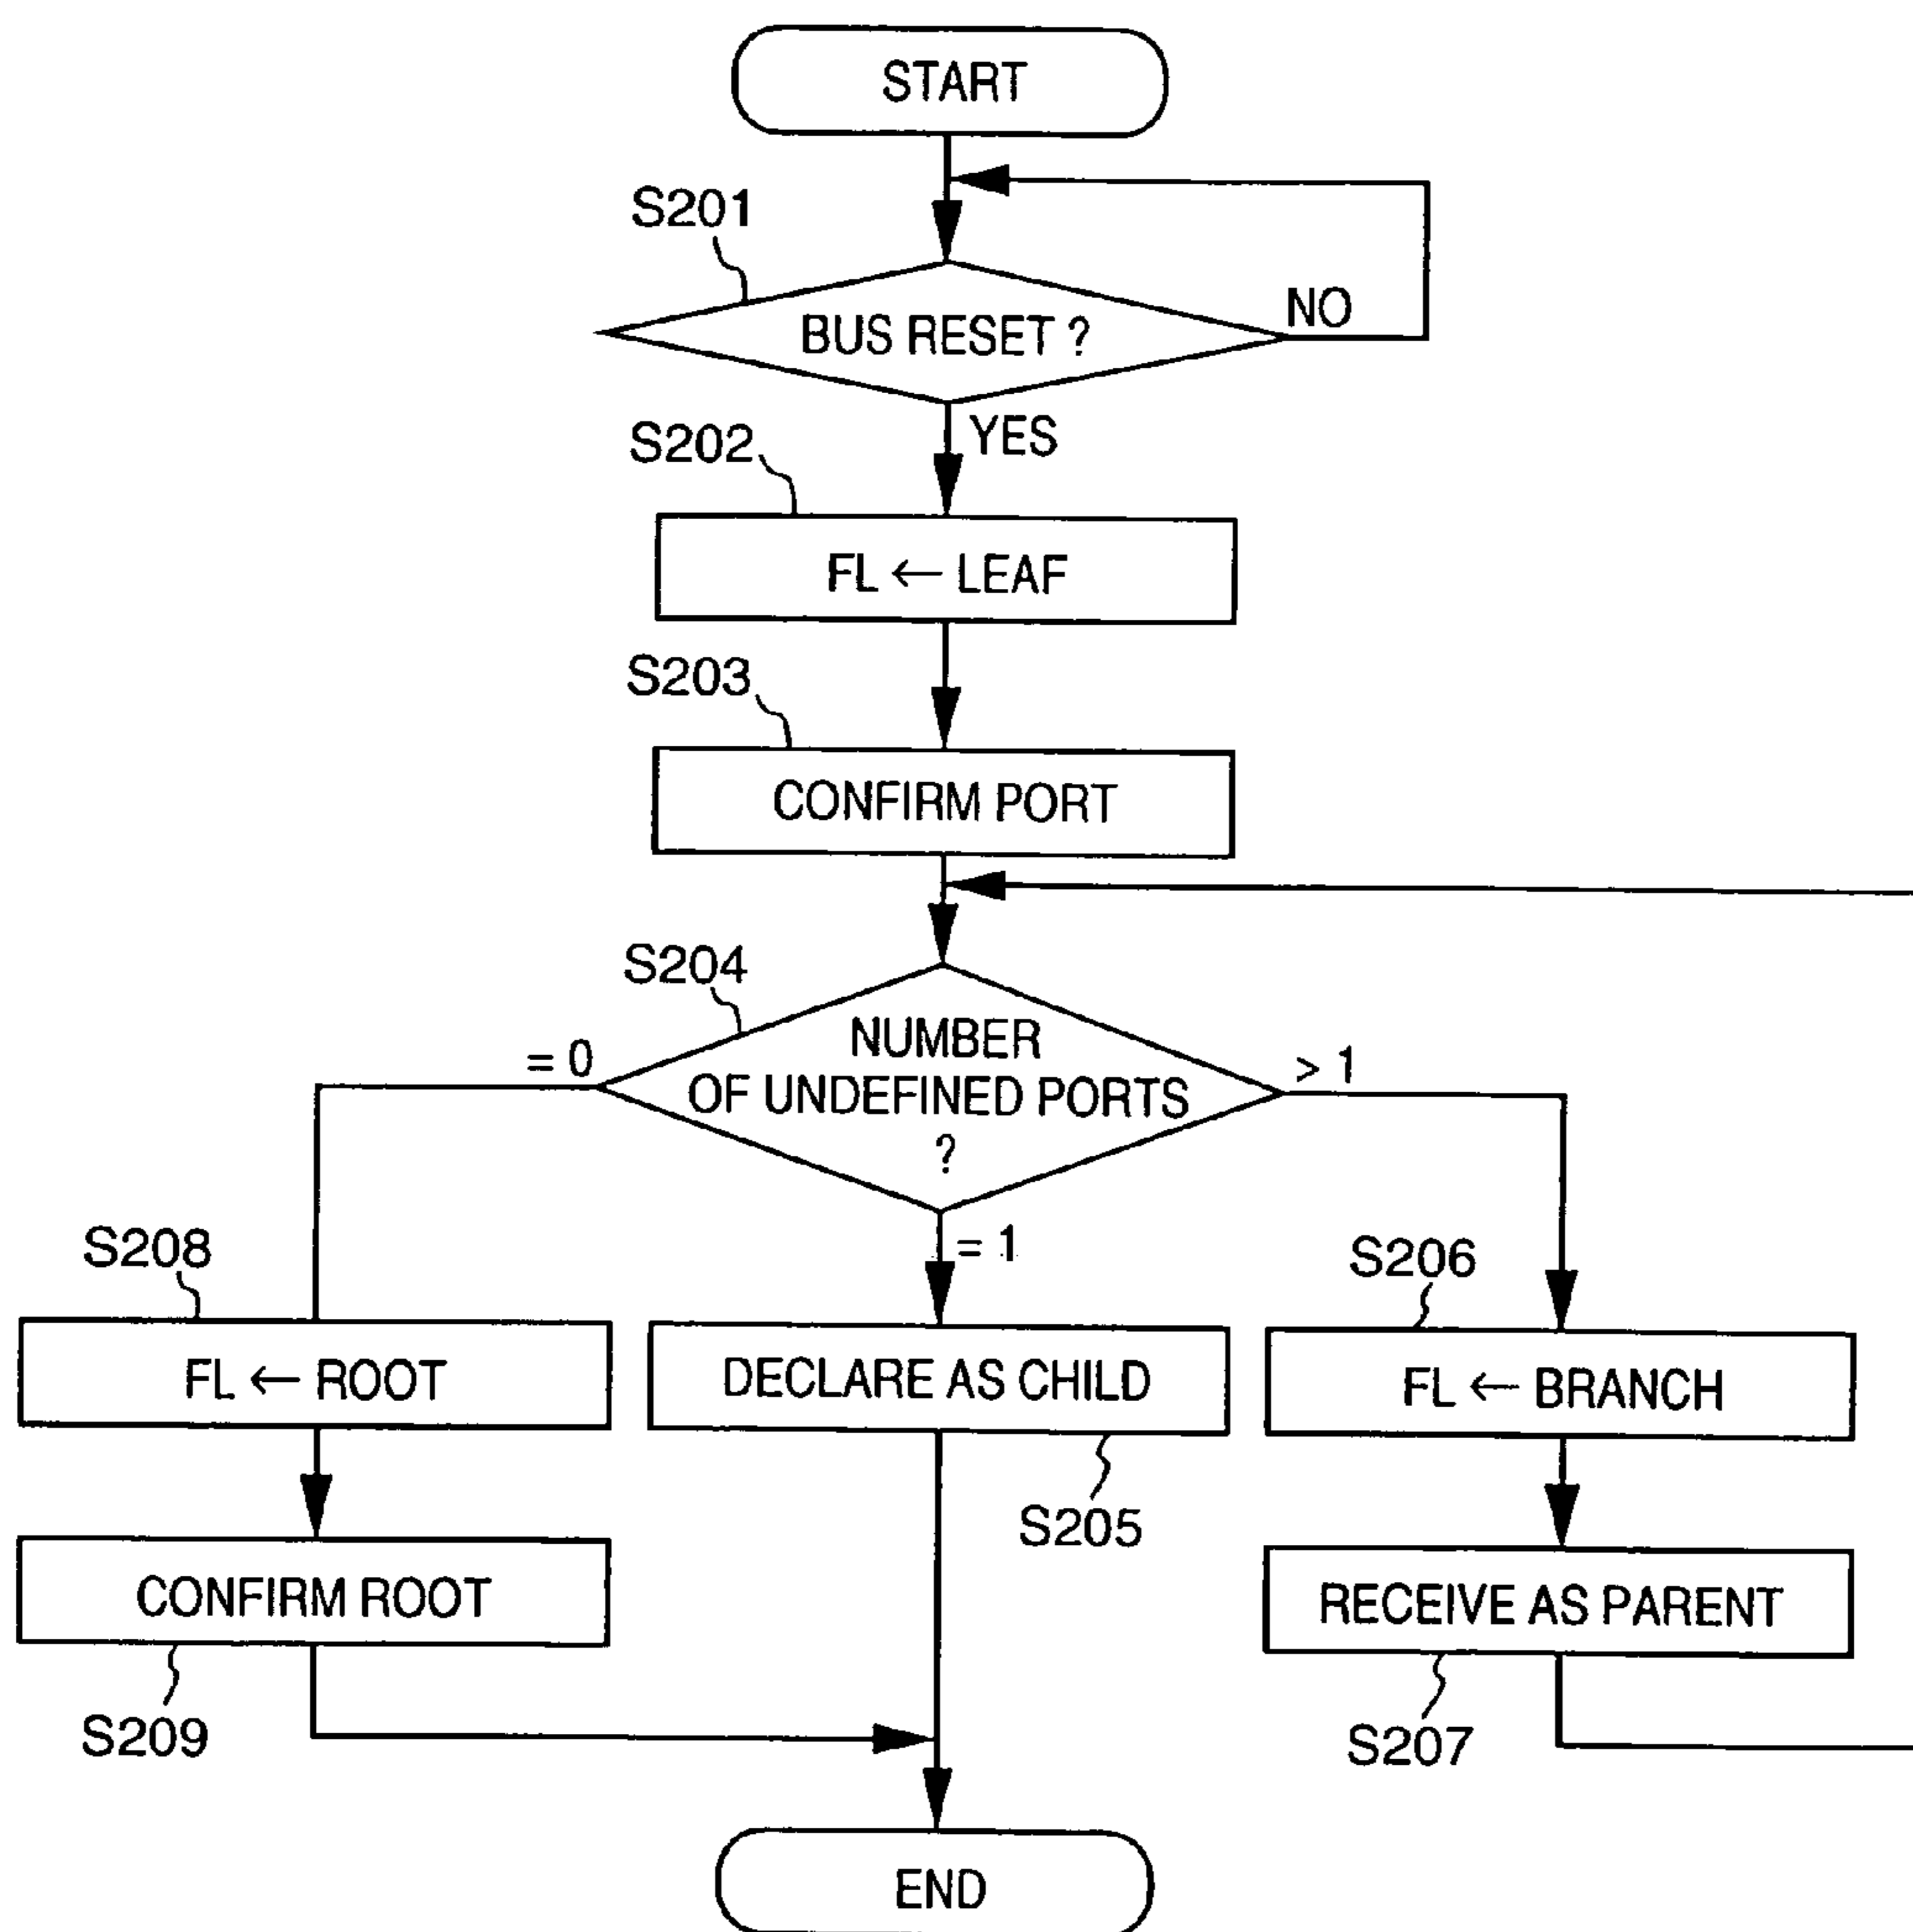 START
S201
BUS RESET ?
NO
YES
S202
FL ← LEAF
S203
CONFIRM PORT
S204
NUMBER
OF UNDEFINED PORTS
?
= 0
= 1
> 1
S208
S206
FL ← ROOT
DECLARE AS CHILD
FL ← BRANCH
S205
CONFIRM ROOT
RECEIVE AS PARENT
S209
S207
END